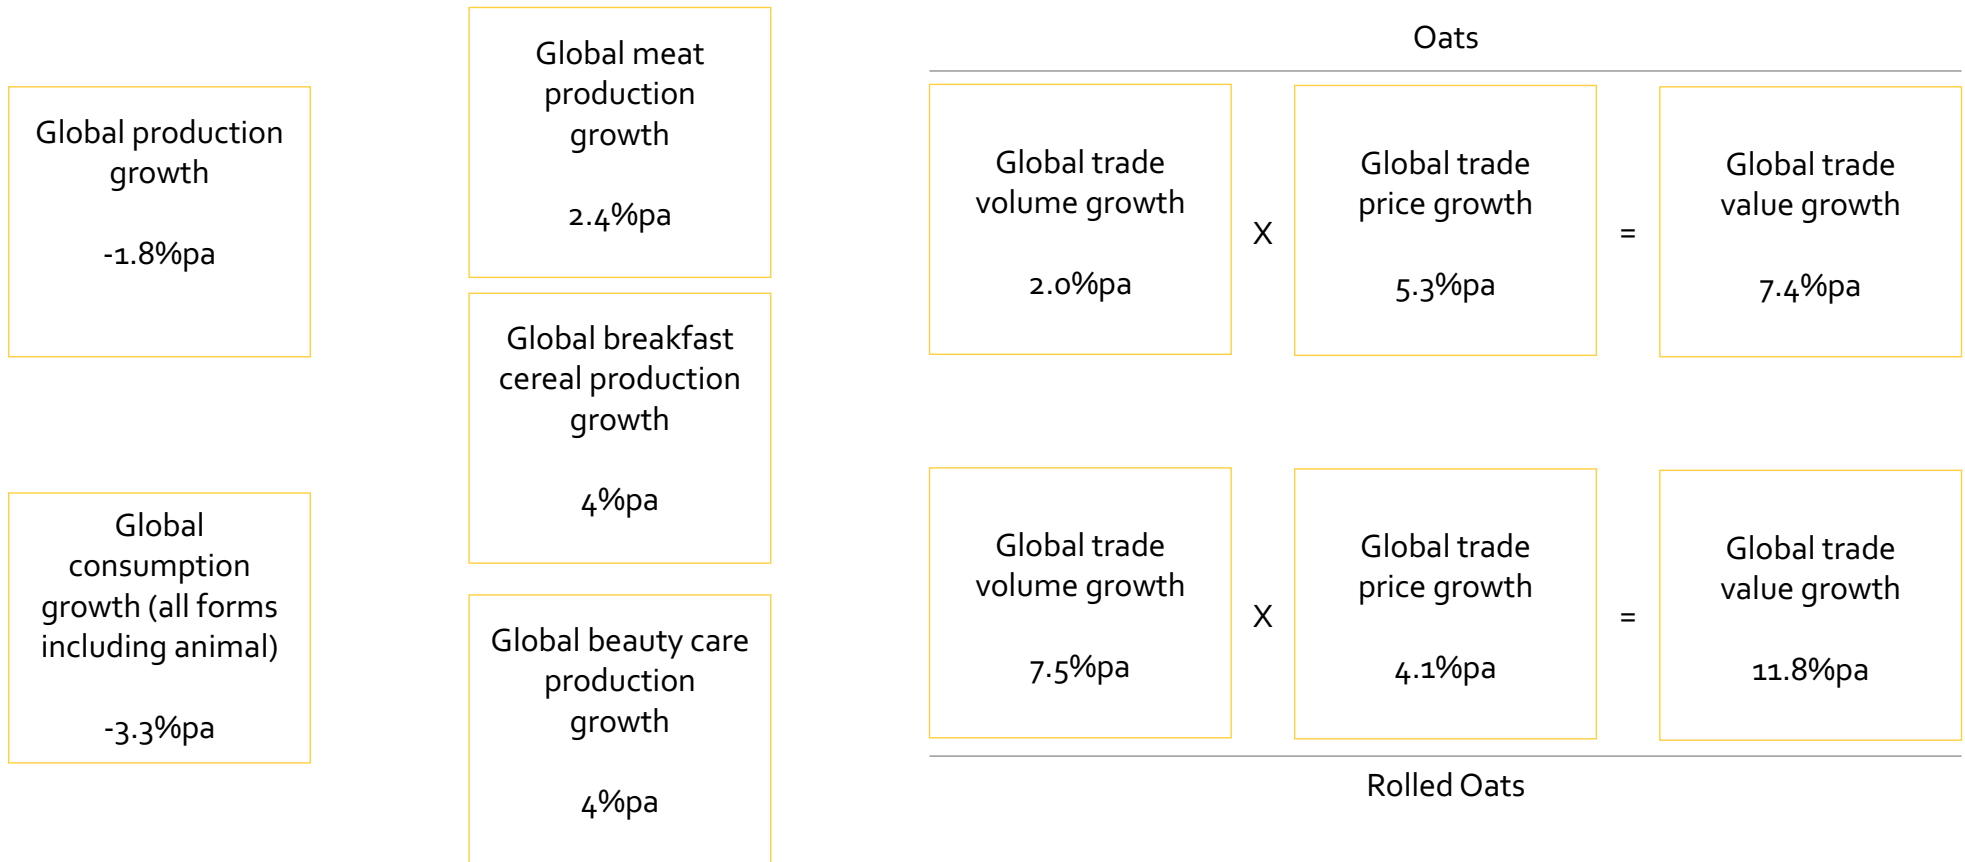 Global production
growth
-1.8%pa
Global
consumption
growth (all forms
including animal)
-3.3%pa
Global meat
production
growth
2.4%pa
Global breakfast
cereal production
growth
4%pa
Global beauty care
production
growth
4%pa
Oats
Global trade
volume growth
2.0%pa
X
Global trade
price growth
5.3%pa
=
Global trade
value growth
7.4%pa
Global trade
volume growth
7.5%pa
X
Global trade
price growth
4.1%pa
=
Global trade
value growth
11.8%pa
Rolled Oats